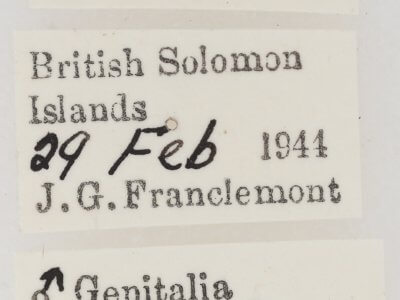 British Solomon
Islands
29 Feb 1944
J.G.Franclemont
♂ Genitalia